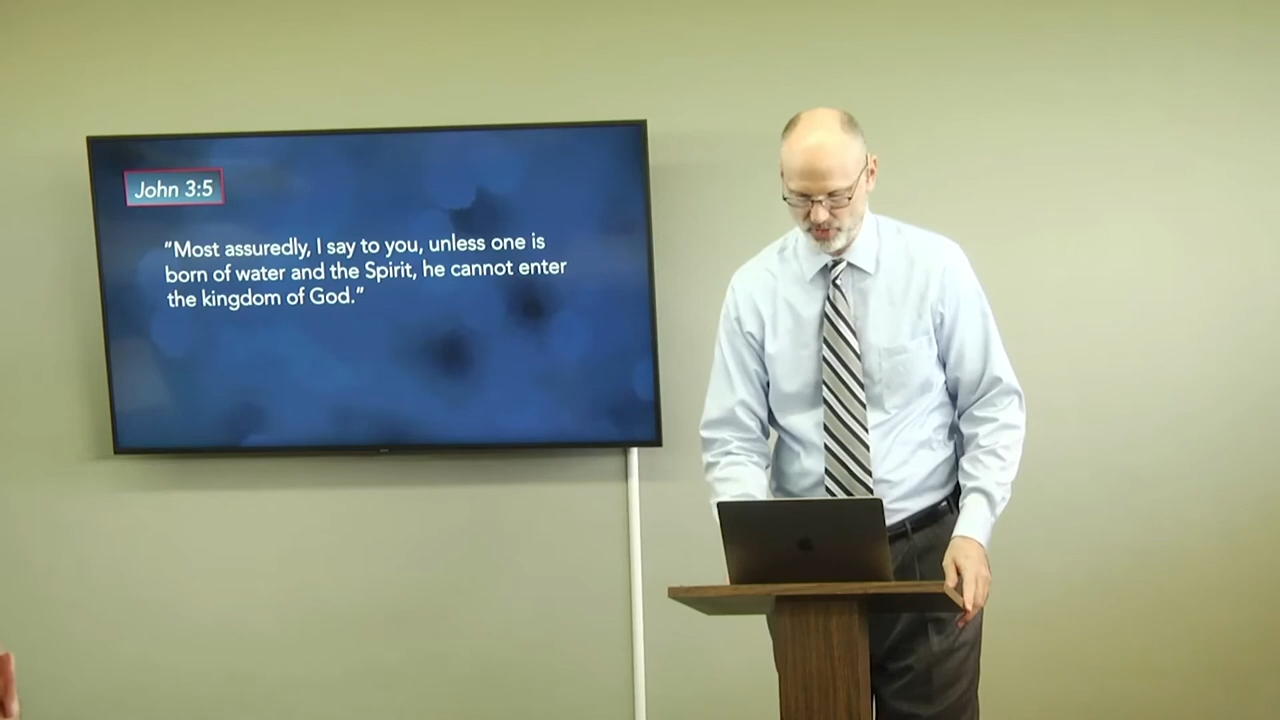 John 3:5
"Most assuredly, I say to you, unless one is
born of water and the Spirit, he cannot enter
the kingdom of God."